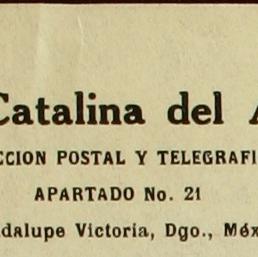 Catalina del A
CCION POSTAL Y TELEGRAFI
APARTADO No. 21
dalupe Victoria, Dgo., Méx